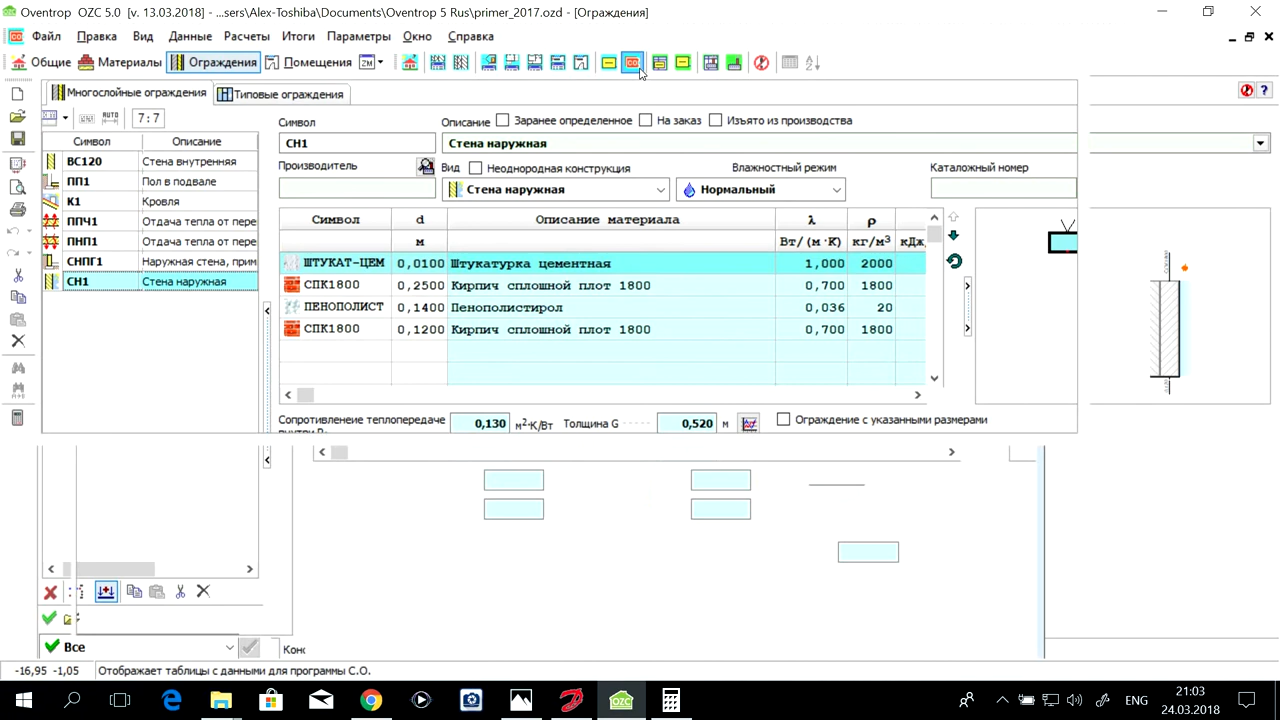 Oventrop OZC 5.0 [v. 13.03.2018] - ...sers\Alex-Toshiba\Documents\Oventrop 5 Rus\primer_2017.ozd - [Ограждения]
Файл Правка Вид Данные Расчеты Итоги Параметры Окно Справка
Общие Материалы Ограждения Помещения
Многослойные ограждения Типовые ограждения
AUTO 7: 7
Символ Описание
ВС120 Стена внутренняя
ПП1 Пол в подвале
К1 Кровля
ППЧ1 Отдача тепла от пере
ПНП1 Отдача тепла от пере
СНПГ1 Наружная стена, прим
СН1 Стена наружная
Символ Описание Заранее определенное На заказ Изъято из производства
СН1 Стена наружная
Производитель Вид Неоднородная конструкция Влажностный режим Каталожный номер
Стена наружная Нормальный
Символ d Описание материала λ ρ
м Вт/(м·К) кг/м³ кДж,
ШТУКАТ-ЦЕМ 0,0100 Штукатурка цементная 1,000 2000
СПК1800 0,2500 Кирпич сплошной плот 1800 0,700 1800
ПЕНОПОЛИСТ 0,1400 Пенополистирол 0,036 20
СПК1800 0,1200 Кирпич сплошной плот 1800 0,700 1800
Сопротивление теплопередаче 0,130 м²·К/Вт Толщина G 0,520 м Ограждение с указанными размерами
Все
Конс
-16,95 -1,05 Отображает таблицы с данными для программы С.О.
ENG
21:03
24.03.2018